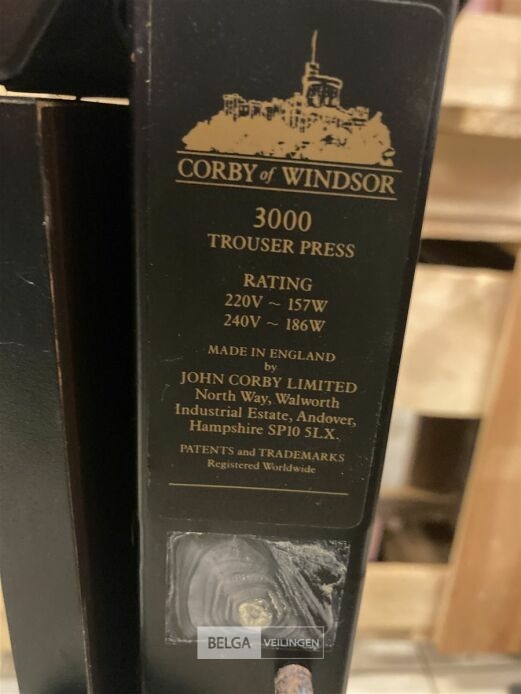 CORBY of WINDSOR
3000
TROUSER PRESS
RATING
220V ~ 157W
240V ~ 186W
MADE IN ENGLAND
by
JOHN CORBY LIMITED
North Way, Walworth
Industrial Estate, Andover,
Hampshire SP10 5LX.
PATENTS and TRADEMARKS
Registered Worldwide
BELGA VEILINGEN